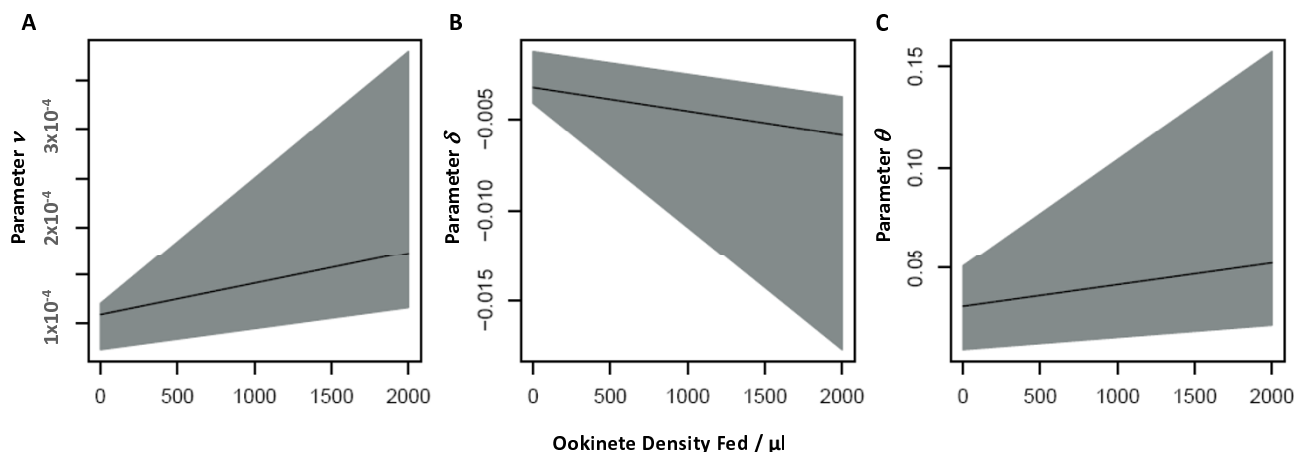 A
B
C
Parameter ν
1x10⁻⁴
2x10⁻⁴
3x10⁻⁴
0
500
1000
1500
2000
Parameter δ
−0.015
−0.010
−0.005
0
500
1000
1500
2000
Parameter θ
0.05
0.10
0.15
0
500
1000
1500
2000
Ookinete Density Fed / µl